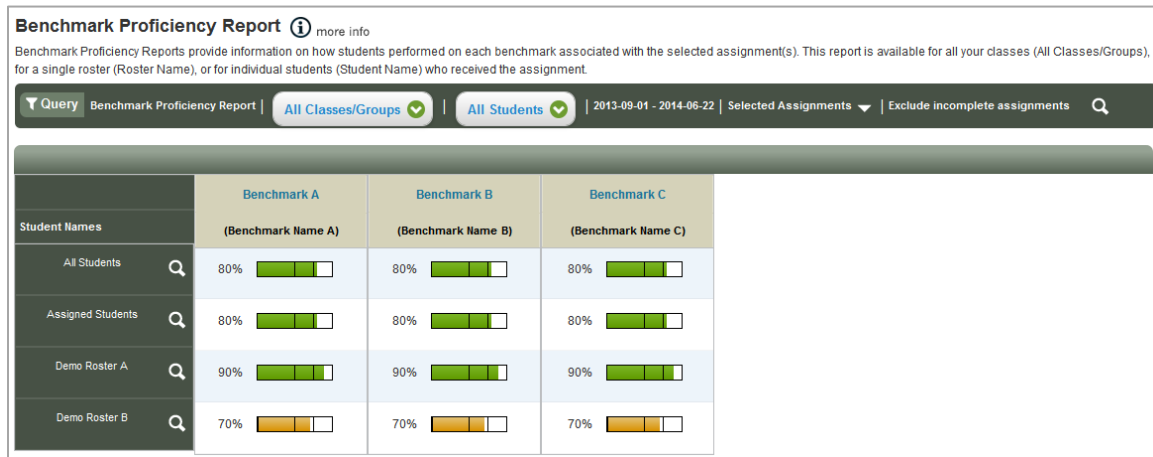 Benchmark Proficiency Report i more info
Benchmark Proficiency Reports provide information on how students performed on each benchmark associated with the selected assignment(s). This report is available for all your classes (All Classes/Groups),
for a single roster (Roster Name), or for individual students (Student Name) who received the assignment.
Query Benchmark Proficiency Report | All Classes/Groups | All Students | 2013-09-01 - 2014-06-22 | Selected Assignments | Exclude incomplete assignments
Benchmark A Benchmark B Benchmark C
Student Names (Benchmark Name A) (Benchmark Name B) (Benchmark Name C)
All Students 80% 80% 80%
Assigned Students 80% 80% 80%
Demo Roster A 90% 90% 90%
Demo Roster B 70% 70% 70%